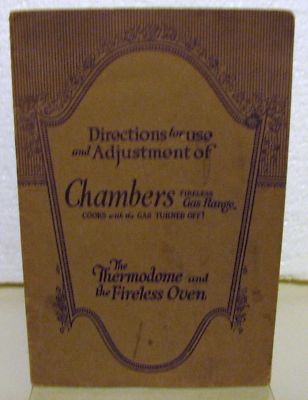 Directions for use
and Adjustment of
Chambers FIRELESS Gas Range
COOKS with the GAS TURNED OFF!
The
Thermodome and
the Fireless Oven